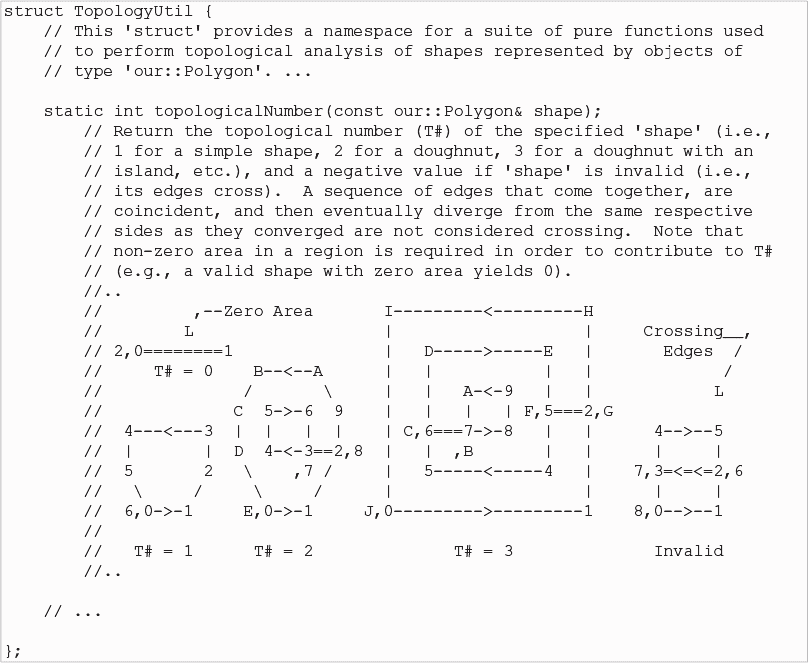 struct TopologyUtil {
    // This 'struct' provides a namespace for a suite of pure functions used
    // to perform topological analysis of shapes represented by objects of
    // type 'our::Polygon'. ...

    static int topologicalNumber(const our::Polygon& shape);
        // Return the topological number (T#) of the specified 'shape' (i.e.,
        // 1 for a simple shape, 2 for a doughnut, 3 for a doughnut with an
        // island, etc.), and a negative value if 'shape' is invalid (i.e.,
        // its edges cross).  A sequence of edges that come together, are
        // coincident, and then eventually diverge from the same respective
        // sides as they converged are not considered crossing.  Note that
        // non-zero area in a region is required in order to contribute to T#
        // (e.g., a valid shape with zero area yields 0).
        //..
        //         ,--Zero Area       I---------<---------H
        //        L                   |                   |     Crossing__,
        // 2,0========1               |   D----->-----E   |       Edges  /
        //     T# = 0    B--<--A      |   |           |   |             /
        //              /       \     |   |   A-<-9   |   |            L
        //             C  5->-6  9    |   |   |   | F,5===2,G
        //  4---<---3  |  |   |  |    | C,6===7->-8   |   |      4-->--5
        //  |       |  D  4-<-3==2,8  |   |  ,B       |   |      |     |
        //  5       2   \    ,7 /     |   5-----<-----4   |    7,3=<=<=2,6
        //   \     /     \     /      |                   |      |     |
        //  6,0->-1     E,0->-1     J,0--------->---------1    8,0-->--1
        //
        //   T# = 1      T# = 2              T# = 3              Invalid
        //..

    // ...

};